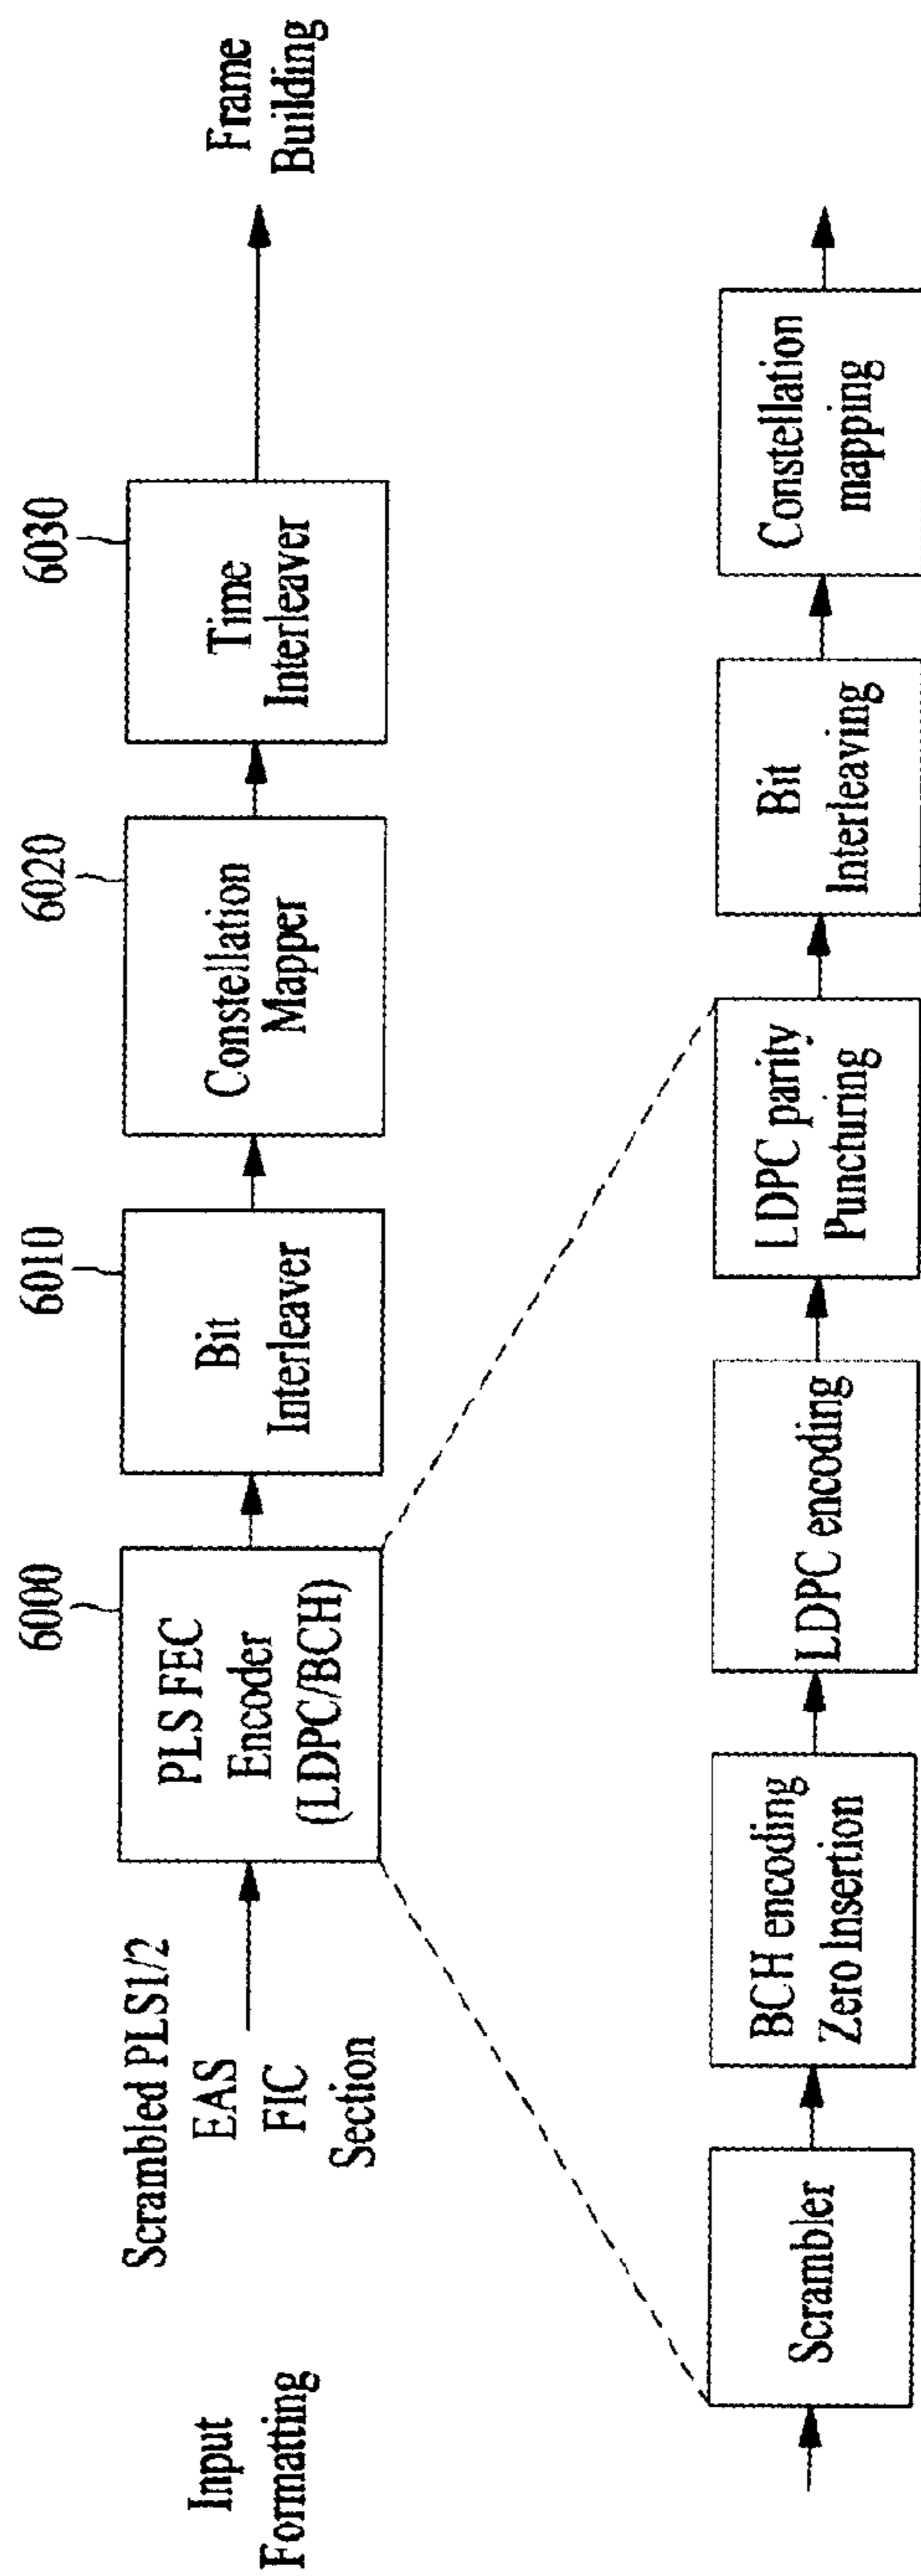 Input
Formatting
Scrambled PLS1/2
EAS
FIC
Section
6000
PLS FEC
Encoder
(LDPC/BCH)
6010
Bit
Interleaver
6020
Constellation
Mapper
6030
Time
Interleaver
Frame
Building
Scrambler
BCH encoding
Zero Insertion
LDPC encoding
LDPC parity
Puncturing
Bit
Interleaving
Constellation
mapping